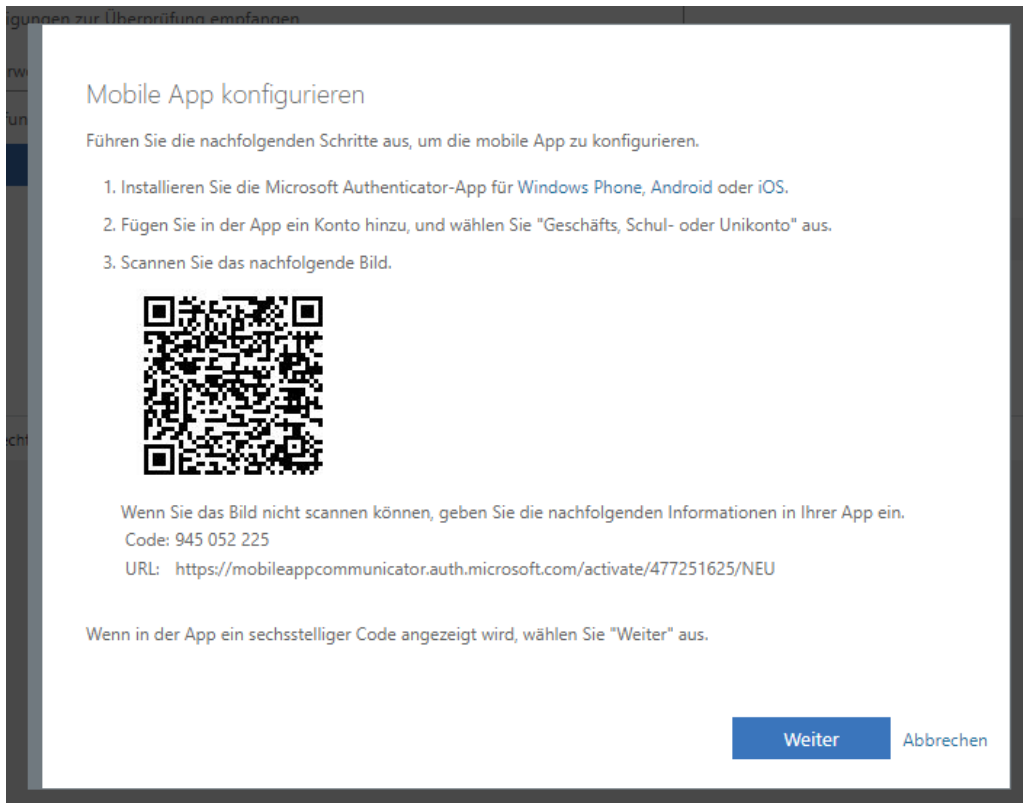 igungen zur Überprüfung empfangen
Mobile App konfigurieren
Führen Sie die nachfolgenden Schritte aus, um die mobile App zu konfigurieren.
1. Installieren Sie die Microsoft Authenticator-App für Windows Phone, Android oder iOS.
2. Fügen Sie in der App ein Konto hinzu, und wählen Sie "Geschäfts, Schul- oder Unikonto" aus.
3. Scannen Sie das nachfolgende Bild.
Wenn Sie das Bild nicht scannen können, geben Sie die nachfolgenden Informationen in Ihrer App ein.
Code: 945 052 225
URL: https://mobileappcommunicator.auth.microsoft.com/activate/477251625/NEU
Wenn in der App ein sechsstelliger Code angezeigt wird, wählen Sie "Weiter" aus.
Weiter Abbrechen